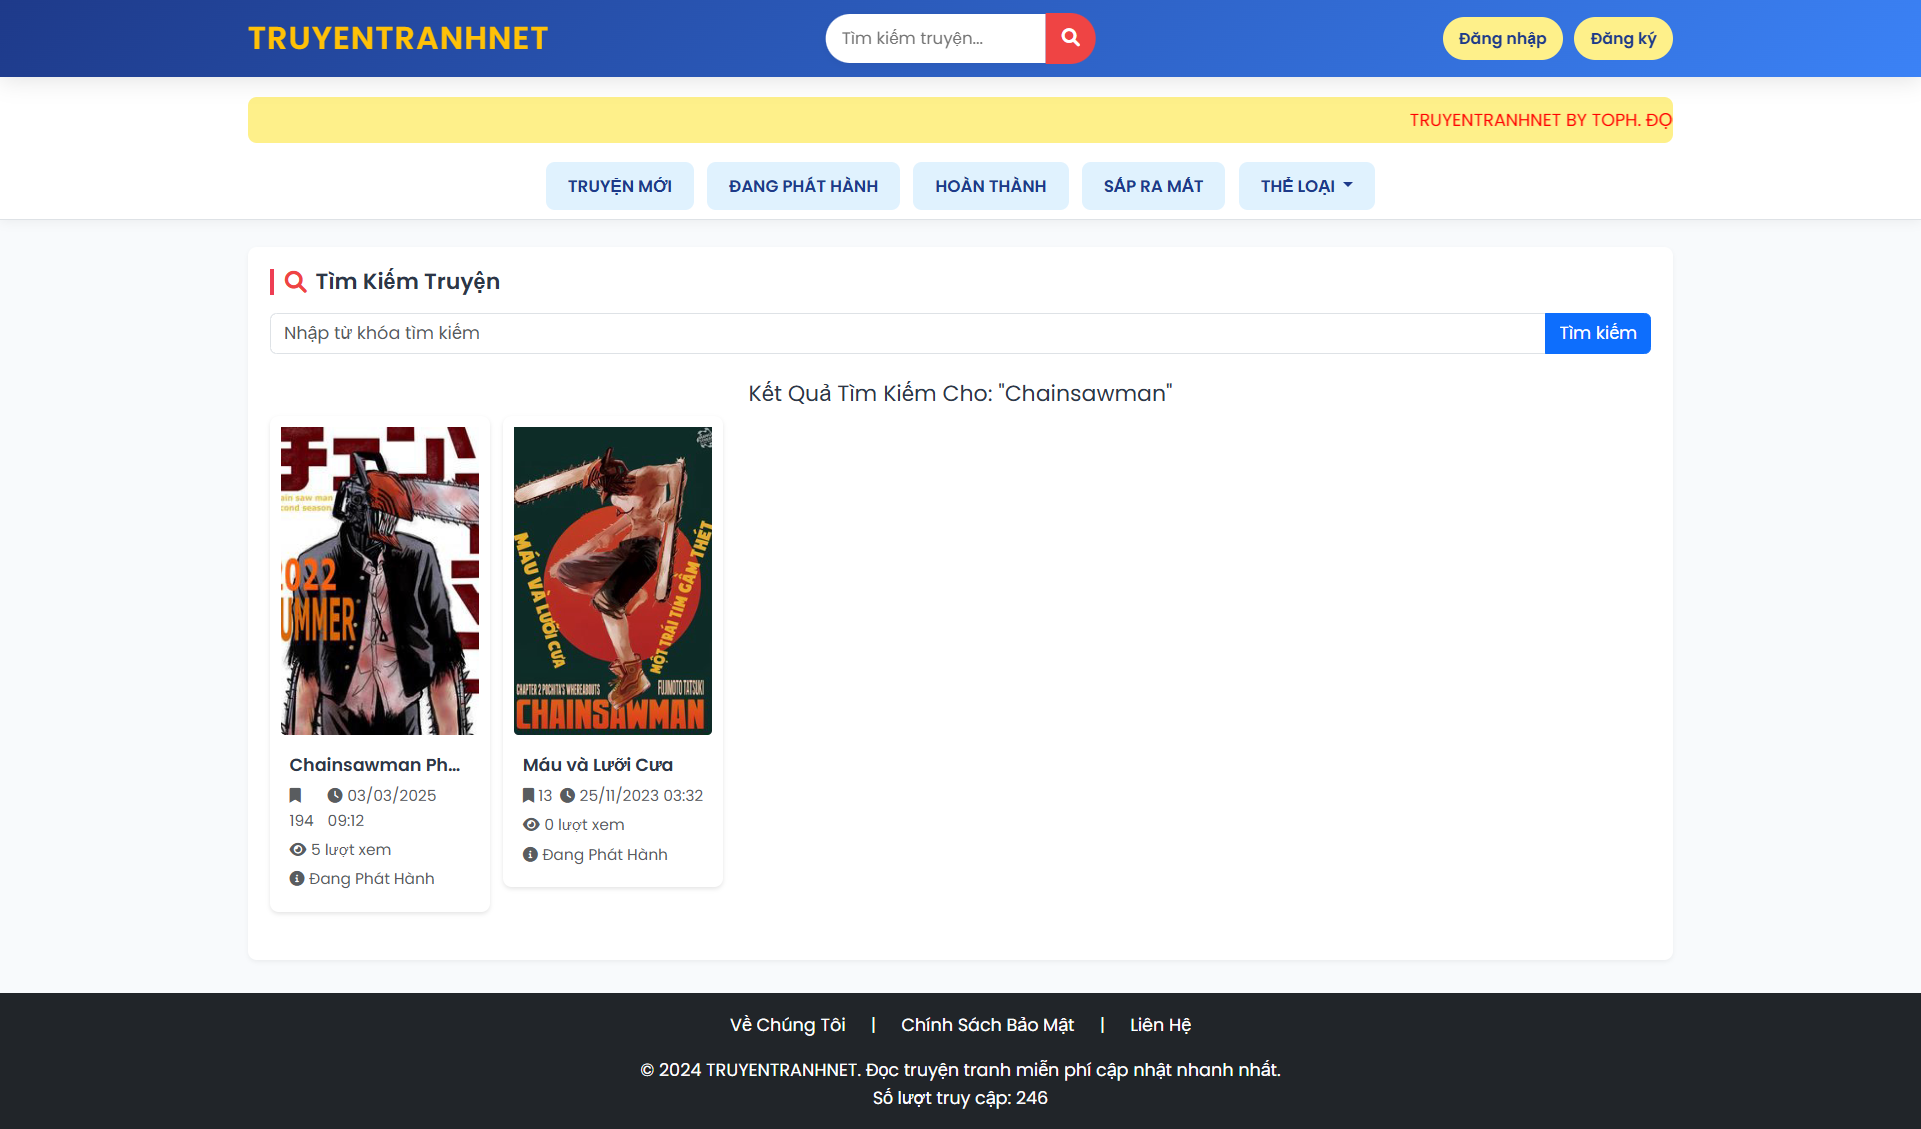 TRUYENTRANHNET
Tìm kiếm truyện...
Đăng nhập
Đăng ký
TRUYENTRANHNET BY TOPH. ĐỌ
TRUYỆN MỚI
ĐANG PHÁT HÀNH
HOÀN THÀNH
SẮP RA MẮT
THỂ LOẠI
Tìm Kiếm Truyện
Nhập từ khóa tìm kiếm
Tìm kiếm
Kết Quả Tìm Kiếm Cho: "Chainsawman"
チェンソ
ain saw man
cond season
2022
UMMER
Chainsawman Ph...
194
03/03/2025
09:12
5 lượt xem
Đang Phát Hành
MÁU VÀ LƯỠI CƯA
MỘT TRÁI TIM GẦM THÉT
CHAPTER 2 POCHITA'S WHEREABOUTS
FUJIMOTO TATSUKI
CHAINSAWMAN
Máu và Lưỡi Cưa
13
25/11/2023 03:32
0 lượt xem
Đang Phát Hành
Về Chúng Tôi | Chính Sách Bảo Mật | Liên Hệ
© 2024 TRUYENTRANHNET. Đọc truyện tranh miễn phí cập nhật nhanh nhất.
Số lượt truy cập: 246